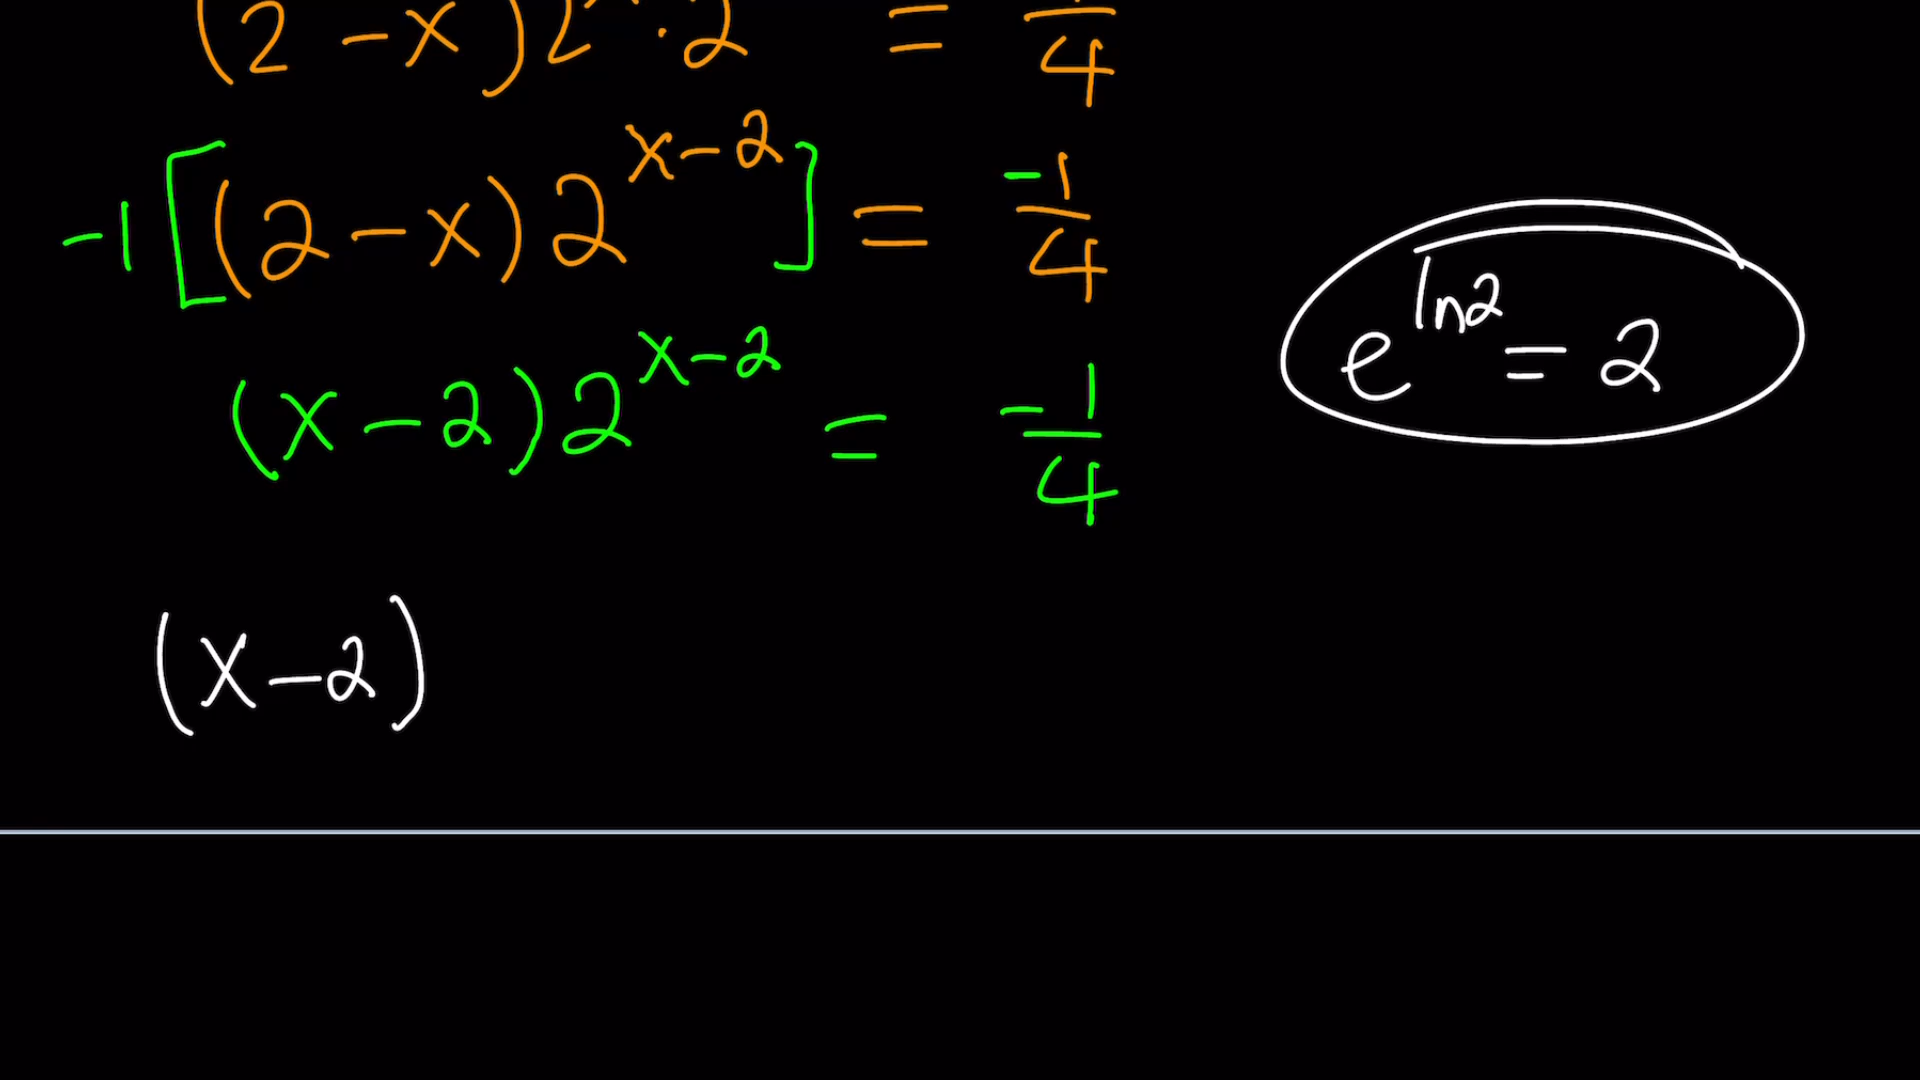 (2-x)2^x·2 = 1/4
-1[(2-x)2^(x-2)] = -1/4
(x-2)2^(x-2) = -1/4
e^(ln2) = 2
(x-2)